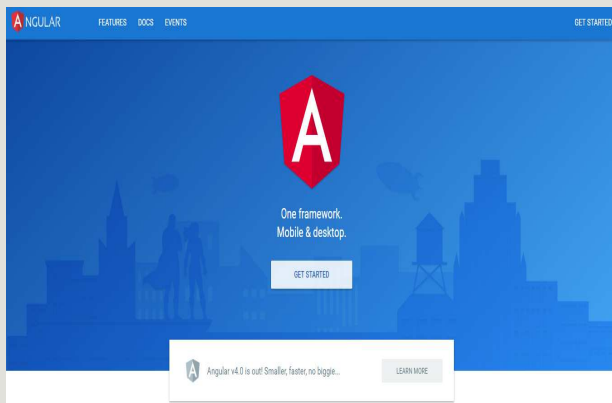 ANGULAR FEATURES DOCS EVENTS GET STARTED
A
One framework.
Mobile & desktop.
GET STARTED
Angular v4.0 is out! Smaller, faster, no biggie... LEARN MORE